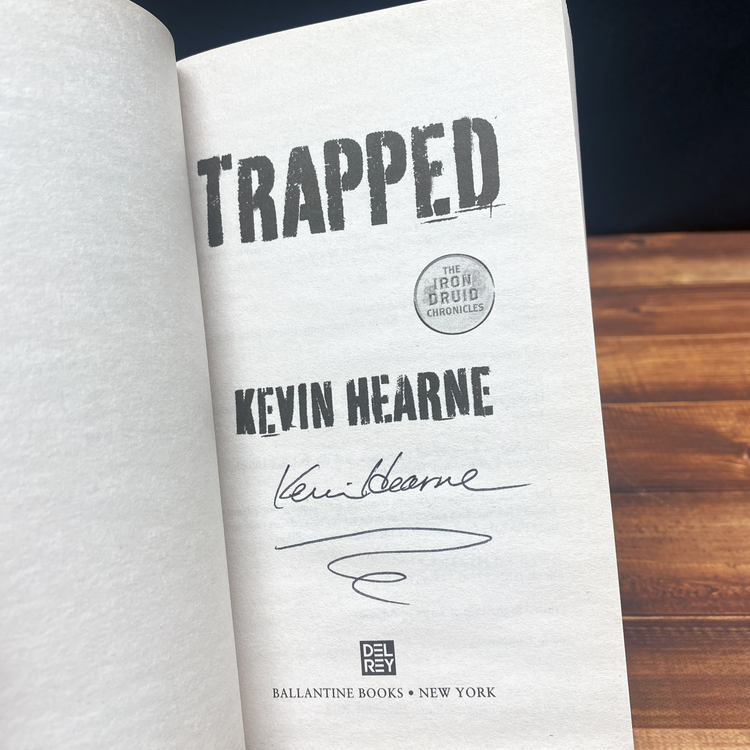 TRAPPED
THE
IRON
DRUID
CHRONICLES
KEVIN HEARNE
Kevin Hearne
DEL
REY
BALLANTINE BOOKS • NEW YORK